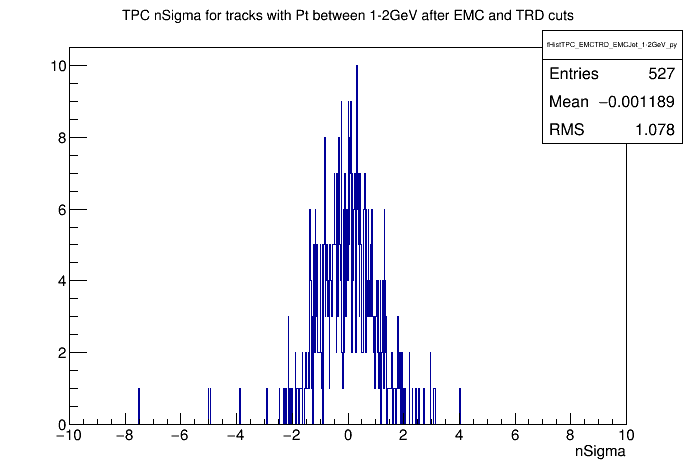 TPC nSigma for tracks with Pt between 1-2GeV after EMC and TRD cuts
fHistTPC_EMCTRD_EMCJet_1-2GeV_py
Entries 527
Mean −0.001189
RMS 1.078
10
8
6
4
2
0
−10 −8 −6 −4 −2 0 2 4 6 8 10
nSigma